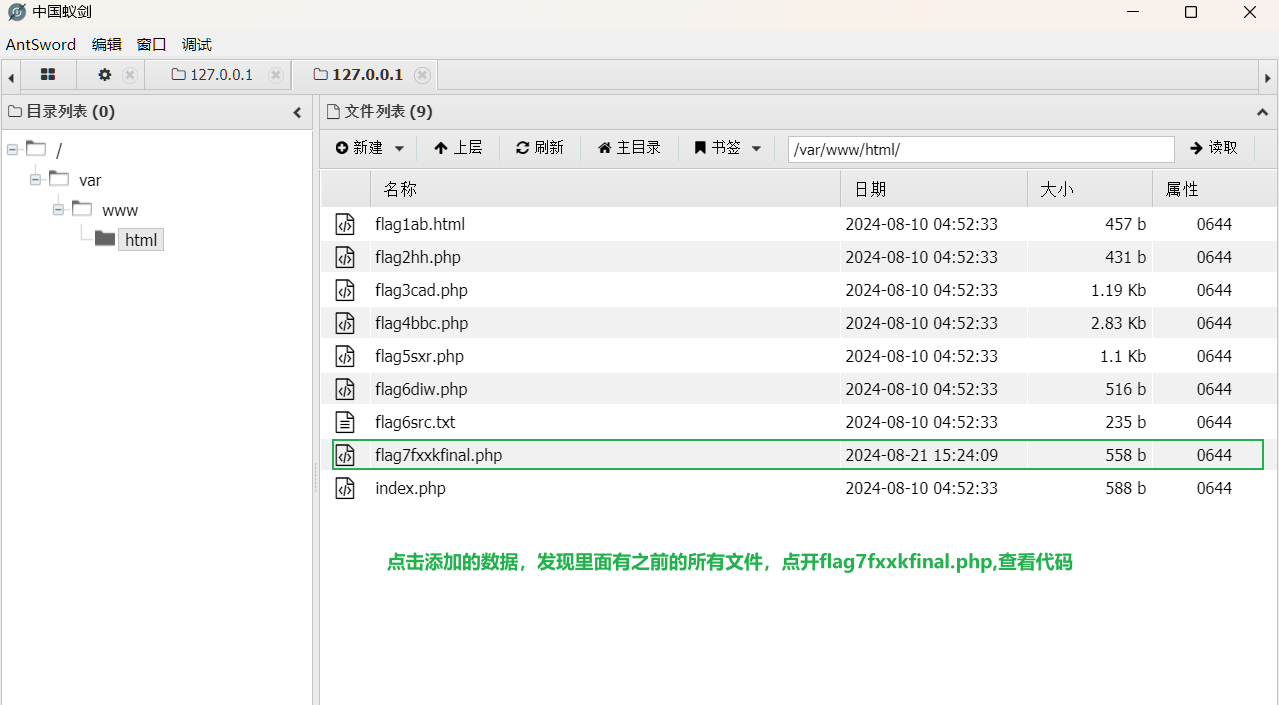 中国蚁剑
AntSword 编辑 窗口 调试
127.0.0.1 127.0.0.1
目录列表 (0)
/
var
www
html
文件列表 (9)
新建 上层 刷新 主目录 书签 /var/www/html/ 读取
名称 日期 大小 属性
flag1ab.html 2024-08-10 04:52:33 457 b 0644
flag2hh.php 2024-08-10 04:52:33 431 b 0644
flag3cad.php 2024-08-10 04:52:33 1.19 Kb 0644
flag4bbc.php 2024-08-10 04:52:33 2.83 Kb 0644
flag5sxr.php 2024-08-10 04:52:33 1.1 Kb 0644
flag6diw.php 2024-08-10 04:52:33 516 b 0644
flag6src.txt 2024-08-10 04:52:33 235 b 0644
flag7fxxkfinal.php 2024-08-21 15:24:09 558 b 0644
index.php 2024-08-10 04:52:33 588 b 0644
点击添加的数据，发现里面有之前的所有文件，点开flag7fxxkfinal.php,查看代码